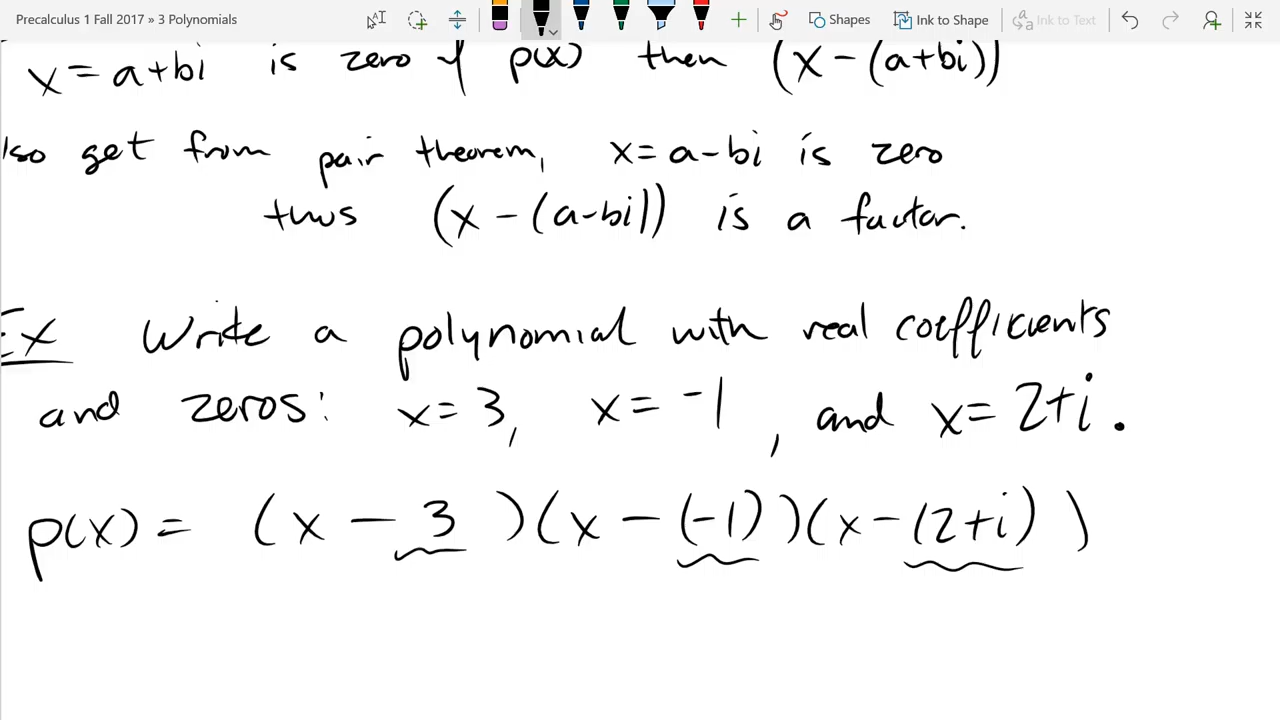 Precalculus 1 Fall 2017 » 3 Polynomials
Shapes
Ink to Shape
Ink to Text
x = a+bi is zero of p(x) then (x - (a+bi))
lso get from pair theorem, x = a-bi is zero
thus (x - (a-bi)) is a factor.
Ex Write a polynomial with real coefficients
and zeros: x = 3, x = -1, and x = 2+i.
p(x) = (x - 3)(x - (-1))(x - (2+i))